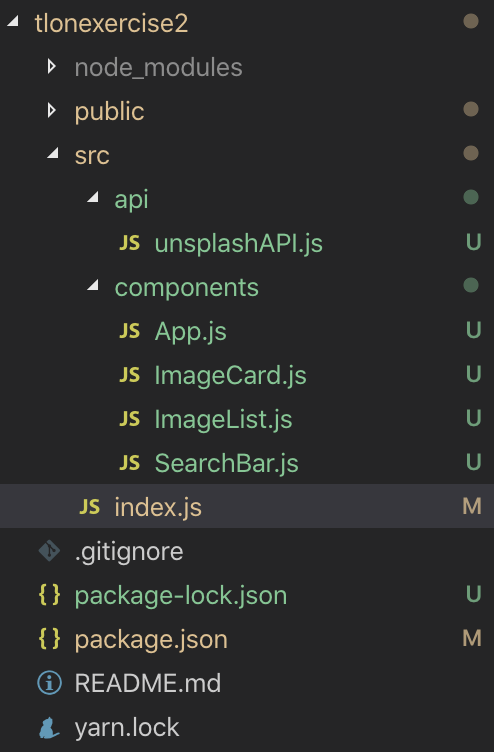 tlonexercise2
node_modules
public
src
api
JS unsplashAPI.js U
components
JS App.js U
JS ImageCard.js U
JS ImageList.js U
JS SearchBar.js U
JS index.js M
.gitignore
{ } package-lock.json U
{ } package.json M
README.md
yarn.lock